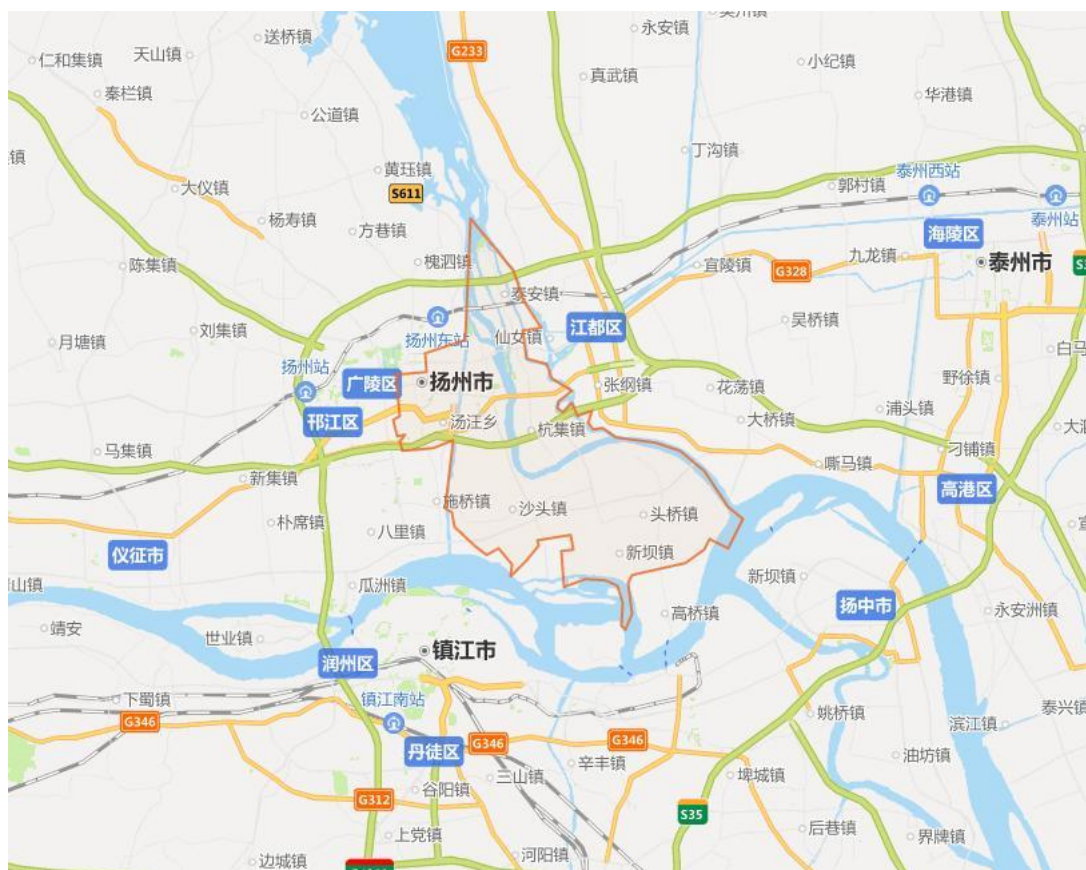 送桥镇
永安镇
天山镇
G233
仁和集镇
小纪镇
真武镇
秦栏镇
华港镇
公道镇
丁沟镇
黄珏镇
泰州西站
大仪镇
S611
郭村镇
泰州站
杨寿镇
方巷镇
海陵区
九龙镇
槐泗镇
陈集镇
宜陵镇
G328
泰州市
泰安镇
吴桥镇
刘集镇
扬州东站
仙女镇
江都区
月塘镇
白马
扬州站
广陵区
扬州市
张纲镇
花荡镇
野徐镇
浦头镇
邗江区
汤汪乡
杭集镇
大桥镇
马集镇
刁铺镇
嘶马镇
新集镇
高港区
施桥镇
沙头镇
头桥镇
朴席镇
八里镇
仪征市
新坝镇
新坝镇
瓜洲镇
扬中市
高桥镇
永安洲镇
靖安
世业镇
镇江市
润州区
下蜀镇
镇江南站
泰兴镇
姚桥镇
滨江镇
G346
丹徒区
G346
G346
辛丰镇
油坊镇
三山镇
埤城镇
谷阳镇
G312
S35
上党镇
后巷镇
界牌镇
河阳镇
边城镇